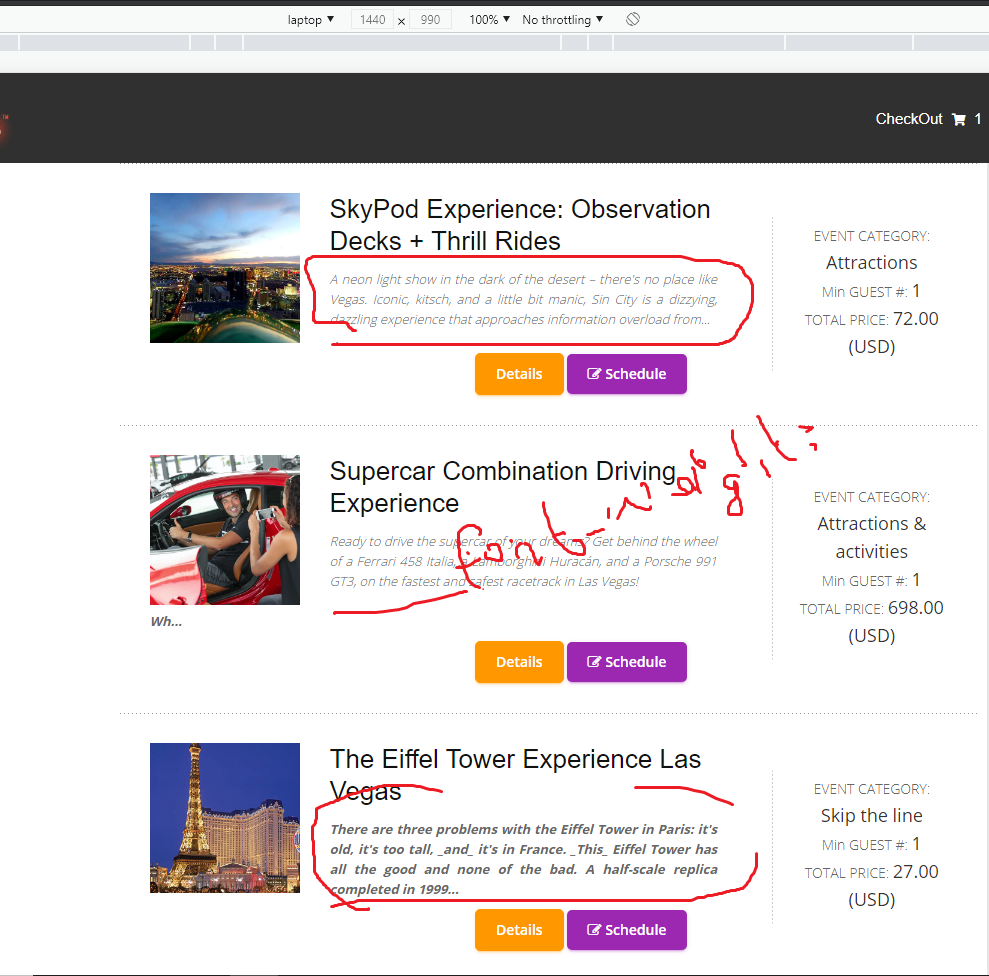 laptop ▼ 1440 x 990 100% ▼ No throttling ▼
CheckOut 1
SkyPod Experience: Observation
Decks + Thrill Rides
A neon light show in the dark of the desert – there's no place like
Vegas. Iconic, kitsch, and a little bit manic, Sin City is a dizzying,
dazzling experience that approaches information overload from...
Details Schedule
EVENT CATEGORY:
Attractions
Min GUEST #: 1
TOTAL PRICE: 72.00
(USD)
Supercar Combination Driving
Experience
Ready to drive the supercar of your dreams? Get behind the wheel
of a Ferrari 458 Italia, a Lamborghini Huracán, and a Porsche 991
GT3, on the fastest and safest racetrack in Las Vegas!
Wh...
Details Schedule
EVENT CATEGORY:
Attractions &
activities
Min GUEST #: 1
TOTAL PRICE: 698.00
(USD)
The Eiffel Tower Experience Las
Vegas
There are three problems with the Eiffel Tower in Paris: it's
old, it's too tall, _and_ it's in France. _This_ Eiffel Tower has
all the good and none of the bad. A half-scale replica
completed in 1999...
Details Schedule
EVENT CATEGORY:
Skip the line
Min GUEST #: 1
TOTAL PRICE: 27.00
(USD)